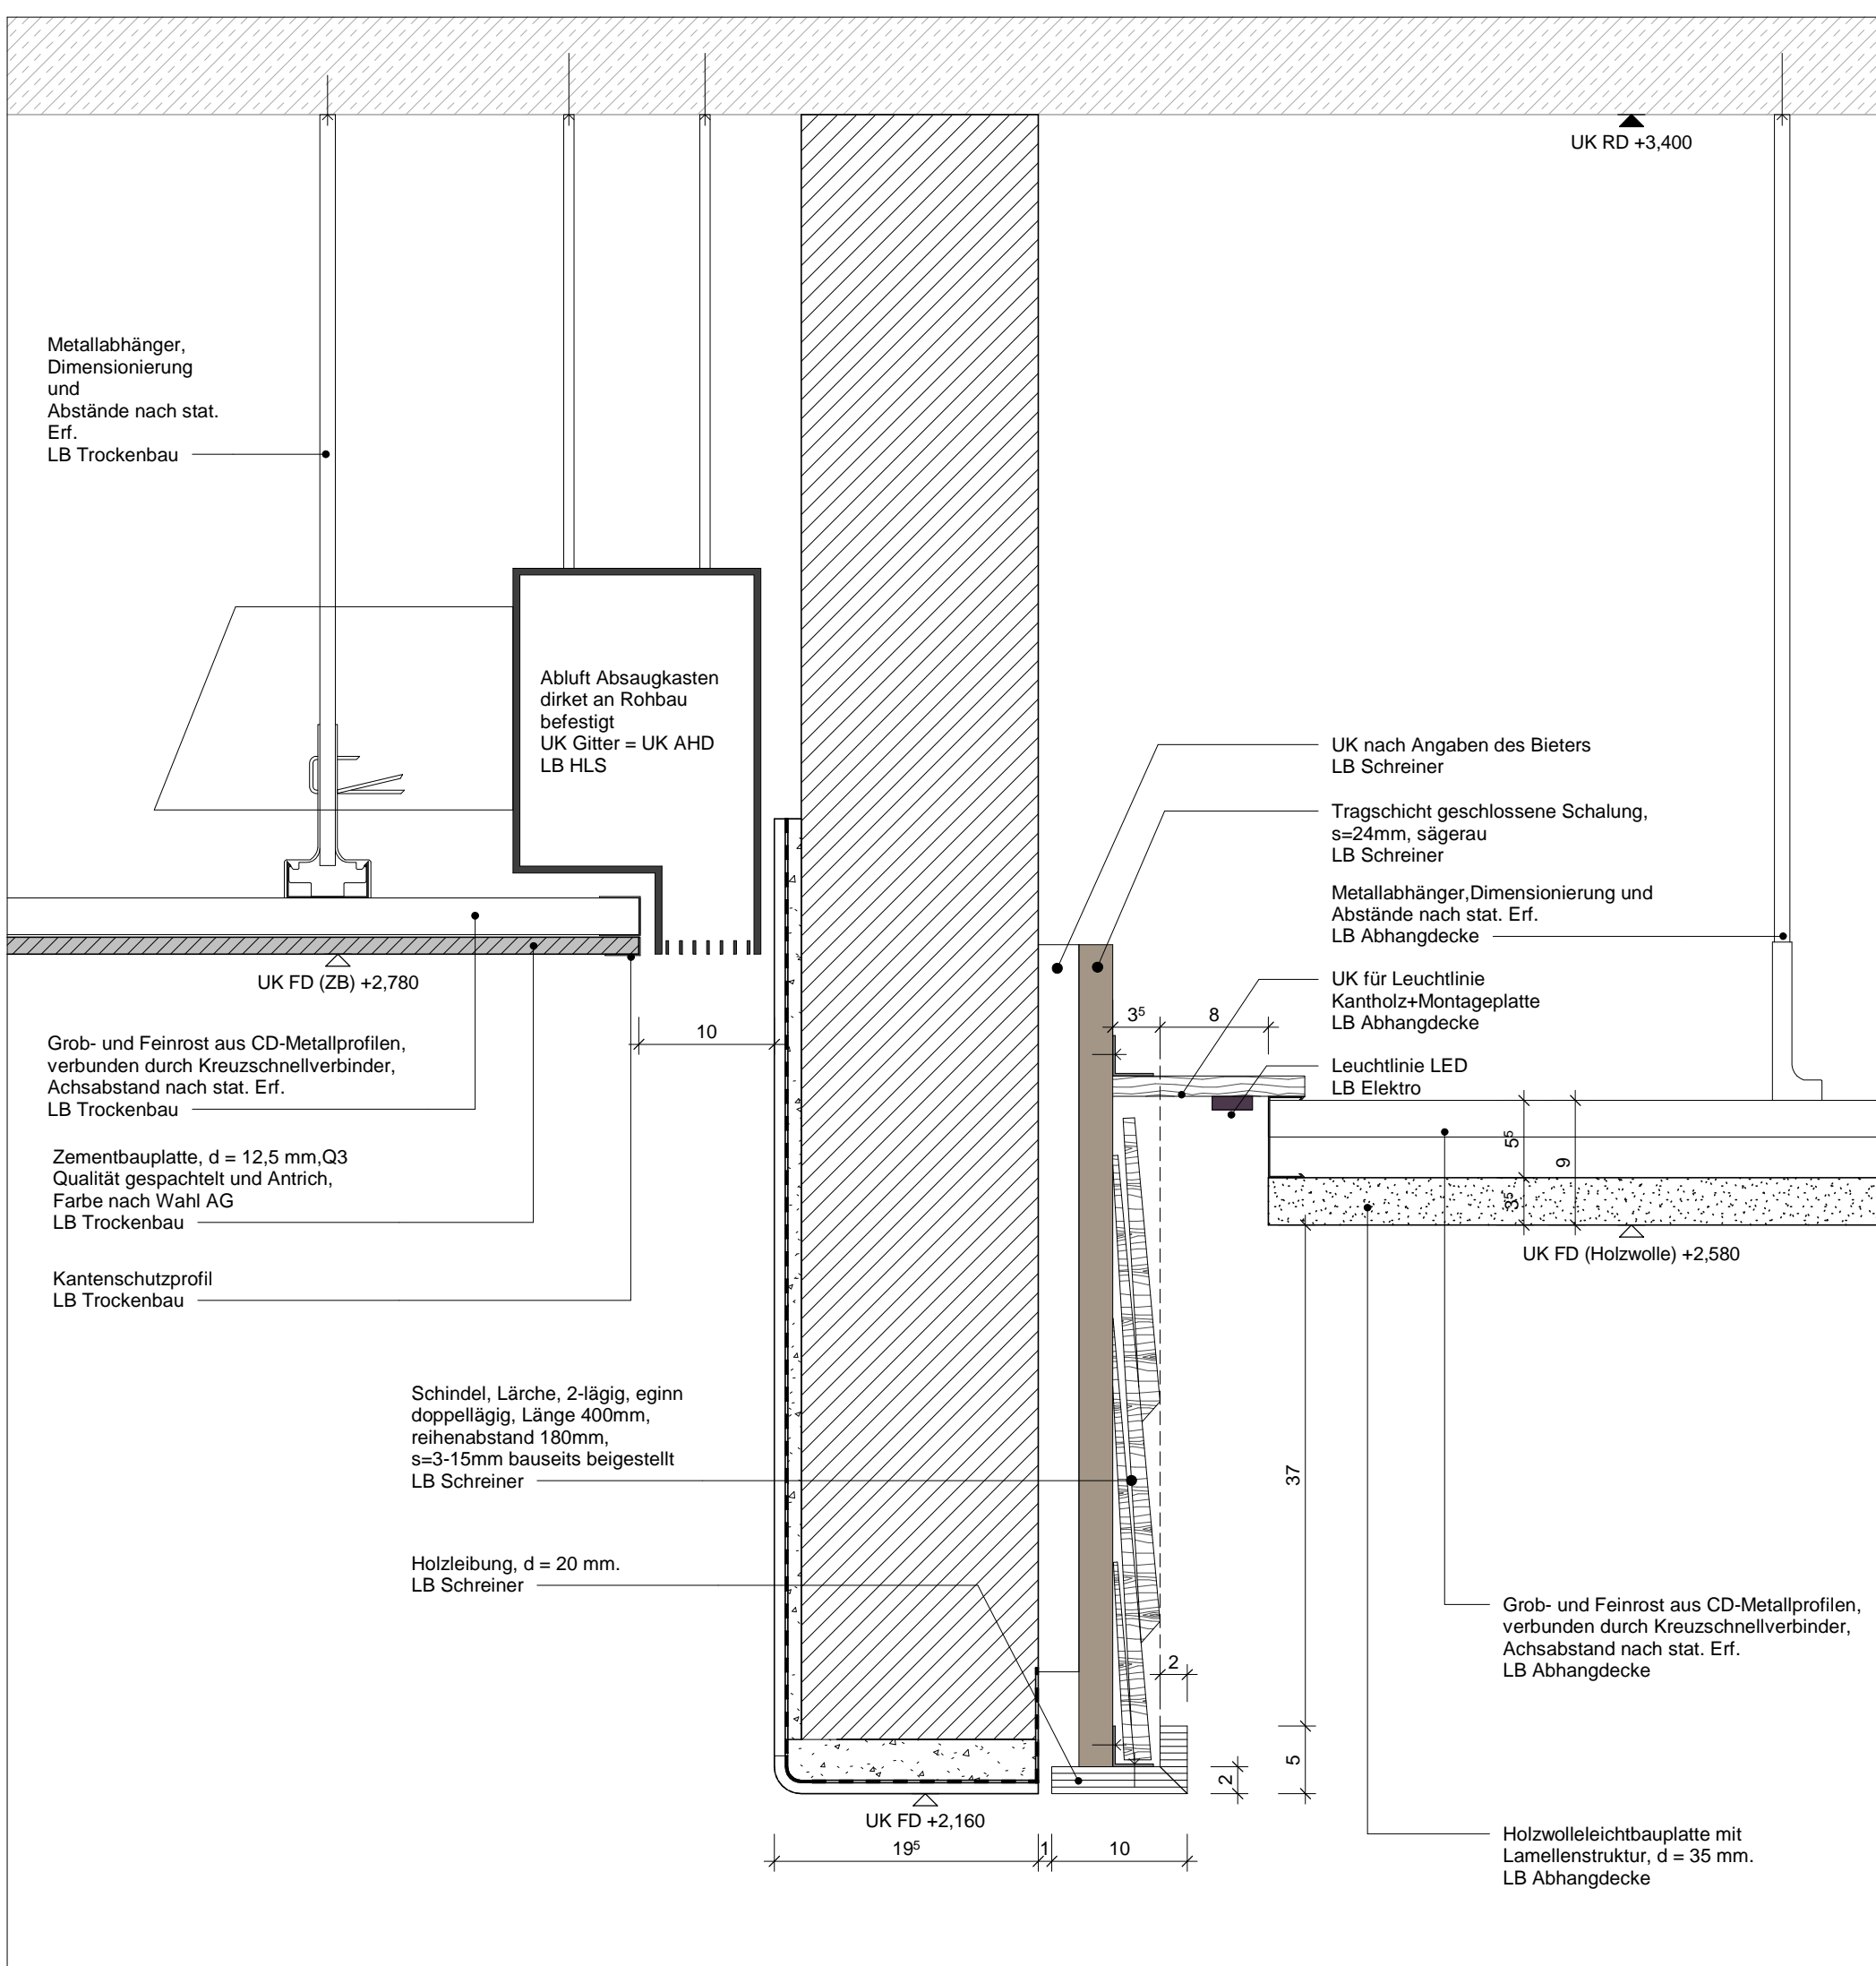 UK RD +3,400
Metallabhänger,
Dimensionierung
und
Abstände nach stat.
Erf.
LB Trockenbau
Abluft Absaugkasten
dirket an Rohbau
befestigt
UK Gitter = UK AHD
LB HLS
UK nach Angaben des Bieters
LB Schreiner
Tragschicht geschlossene Schalung,
s=24mm, sägerau
LB Schreiner
Metallabhänger,Dimensionierung und
Abstände nach stat. Erf.
LB Abhangdecke
UK FD (ZB) +2,780
UK für Leuchtlinie
Kantholz+Montageplatte
LB Abhangdecke
3⁵
8
10
Grob- und Feinrost aus CD-Metallprofilen,
verbunden durch Kreuzschnellverbinder,
Achsabstand nach stat. Erf.
LB Trockenbau
Leuchtlinie LED
LB Elektro
5⁵
9
3⁵
Zementbauplatte, d = 12,5 mm,Q3
Qualität gespachtelt und Antrich,
Farbe nach Wahl AG
LB Trockenbau
UK FD (Holzwolle) +2,580
Kantenschutzprofil
LB Trockenbau
Schindel, Lärche, 2-lägig, eginn
doppellägig, Länge 400mm,
reihenabstand 180mm,
s=3-15mm bauseits beigestellt
LB Schreiner
37
Holzleibung, d = 20 mm.
LB Schreiner
Grob- und Feinrost aus CD-Metallprofilen,
verbunden durch Kreuzschnellverbinder,
Achsabstand nach stat. Erf.
LB Abhangdecke
2
5
2
UK FD +2,160
19⁵
1
10
Holzwolleleichtbauplatte mit
Lamellenstruktur, d = 35 mm.
LB Abhangdecke